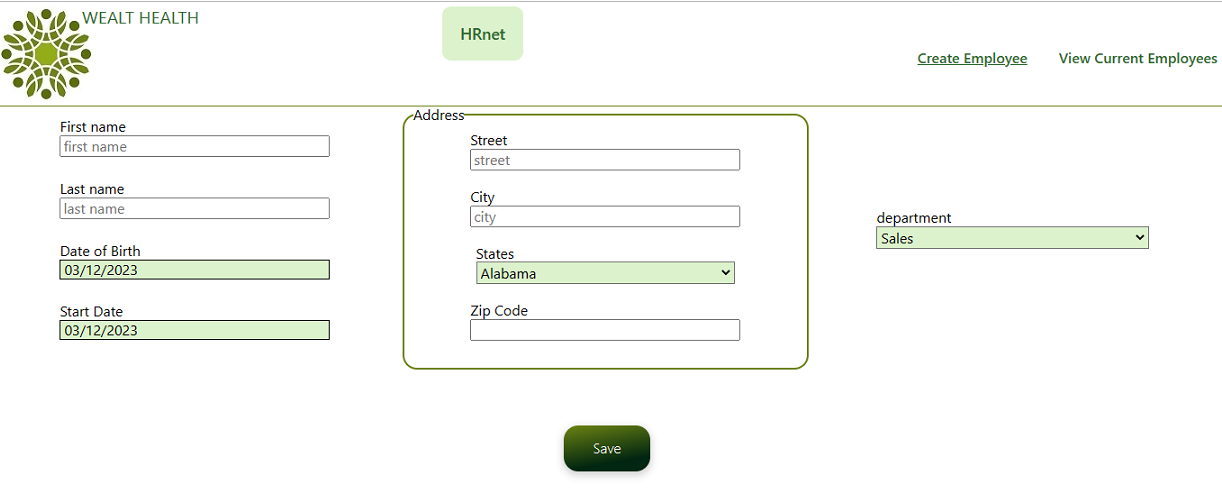 WEALT HEALTH
HRnet
Create Employee
View Current Employees
First name
first name
Last name
last name
Date of Birth
03/12/2023
Start Date
03/12/2023
Address
Street
street
City
city
States
Alabama
Zip Code
department
Sales
Save